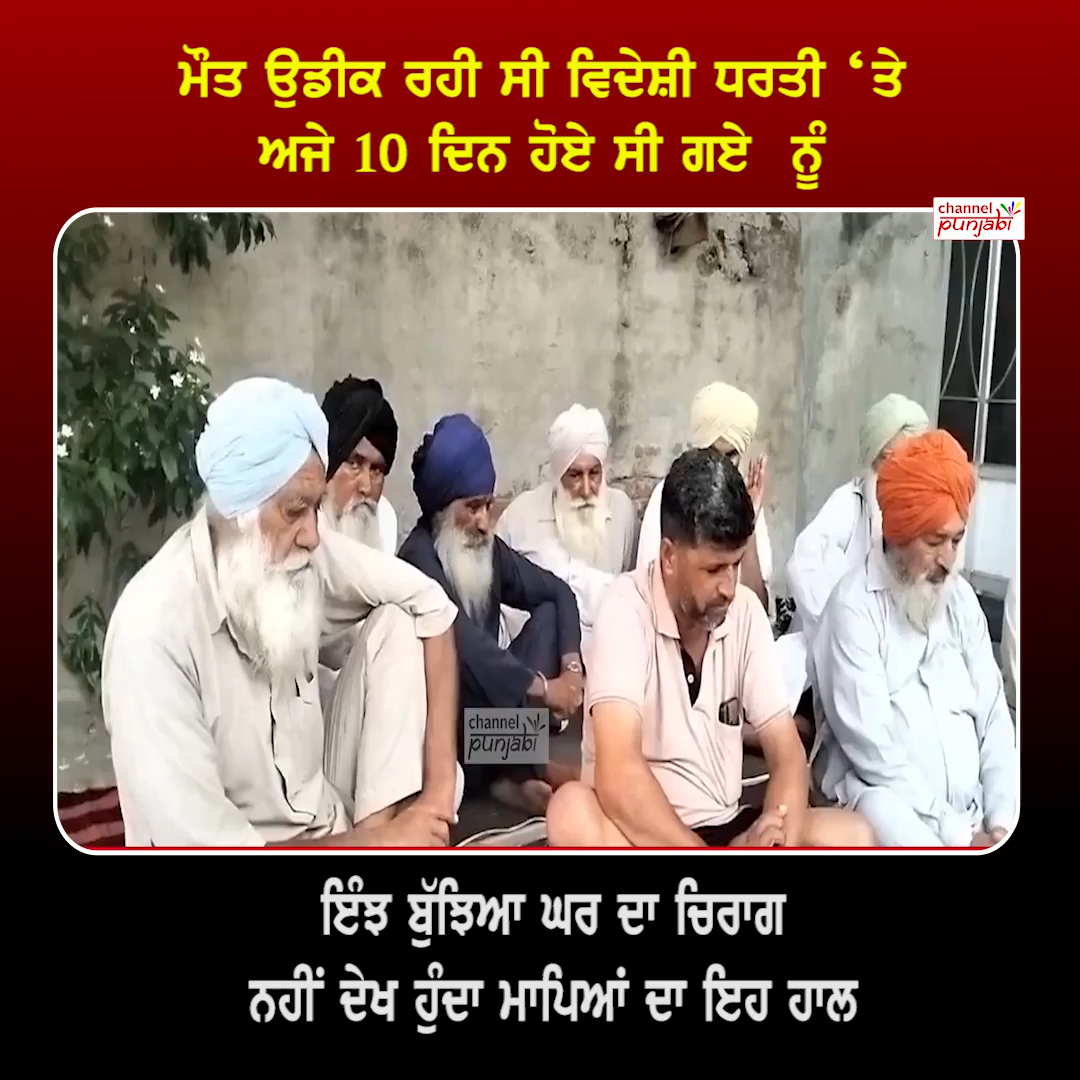 ਮੌਤ ਉਡੀਕ ਰਹੀ ਸੀ ਵਿਦੇਸ਼ੀ ਧਰਤੀ ‘ਤੇ
ਅਜੇ 10 ਦਿਨ ਹੋਏ ਸੀ ਗਏ ਨੂੰ
channel
punjabi
channel
punjabi
ਇੰਝ ਬੁੱਝਿਆ ਘਰ ਦਾ ਚਿਰਾਗ
ਨਹੀਂ ਦੇਖ ਹੁੰਦਾ ਮਾਪਿਆਂ ਦਾ ਇਹ ਹਾਲ